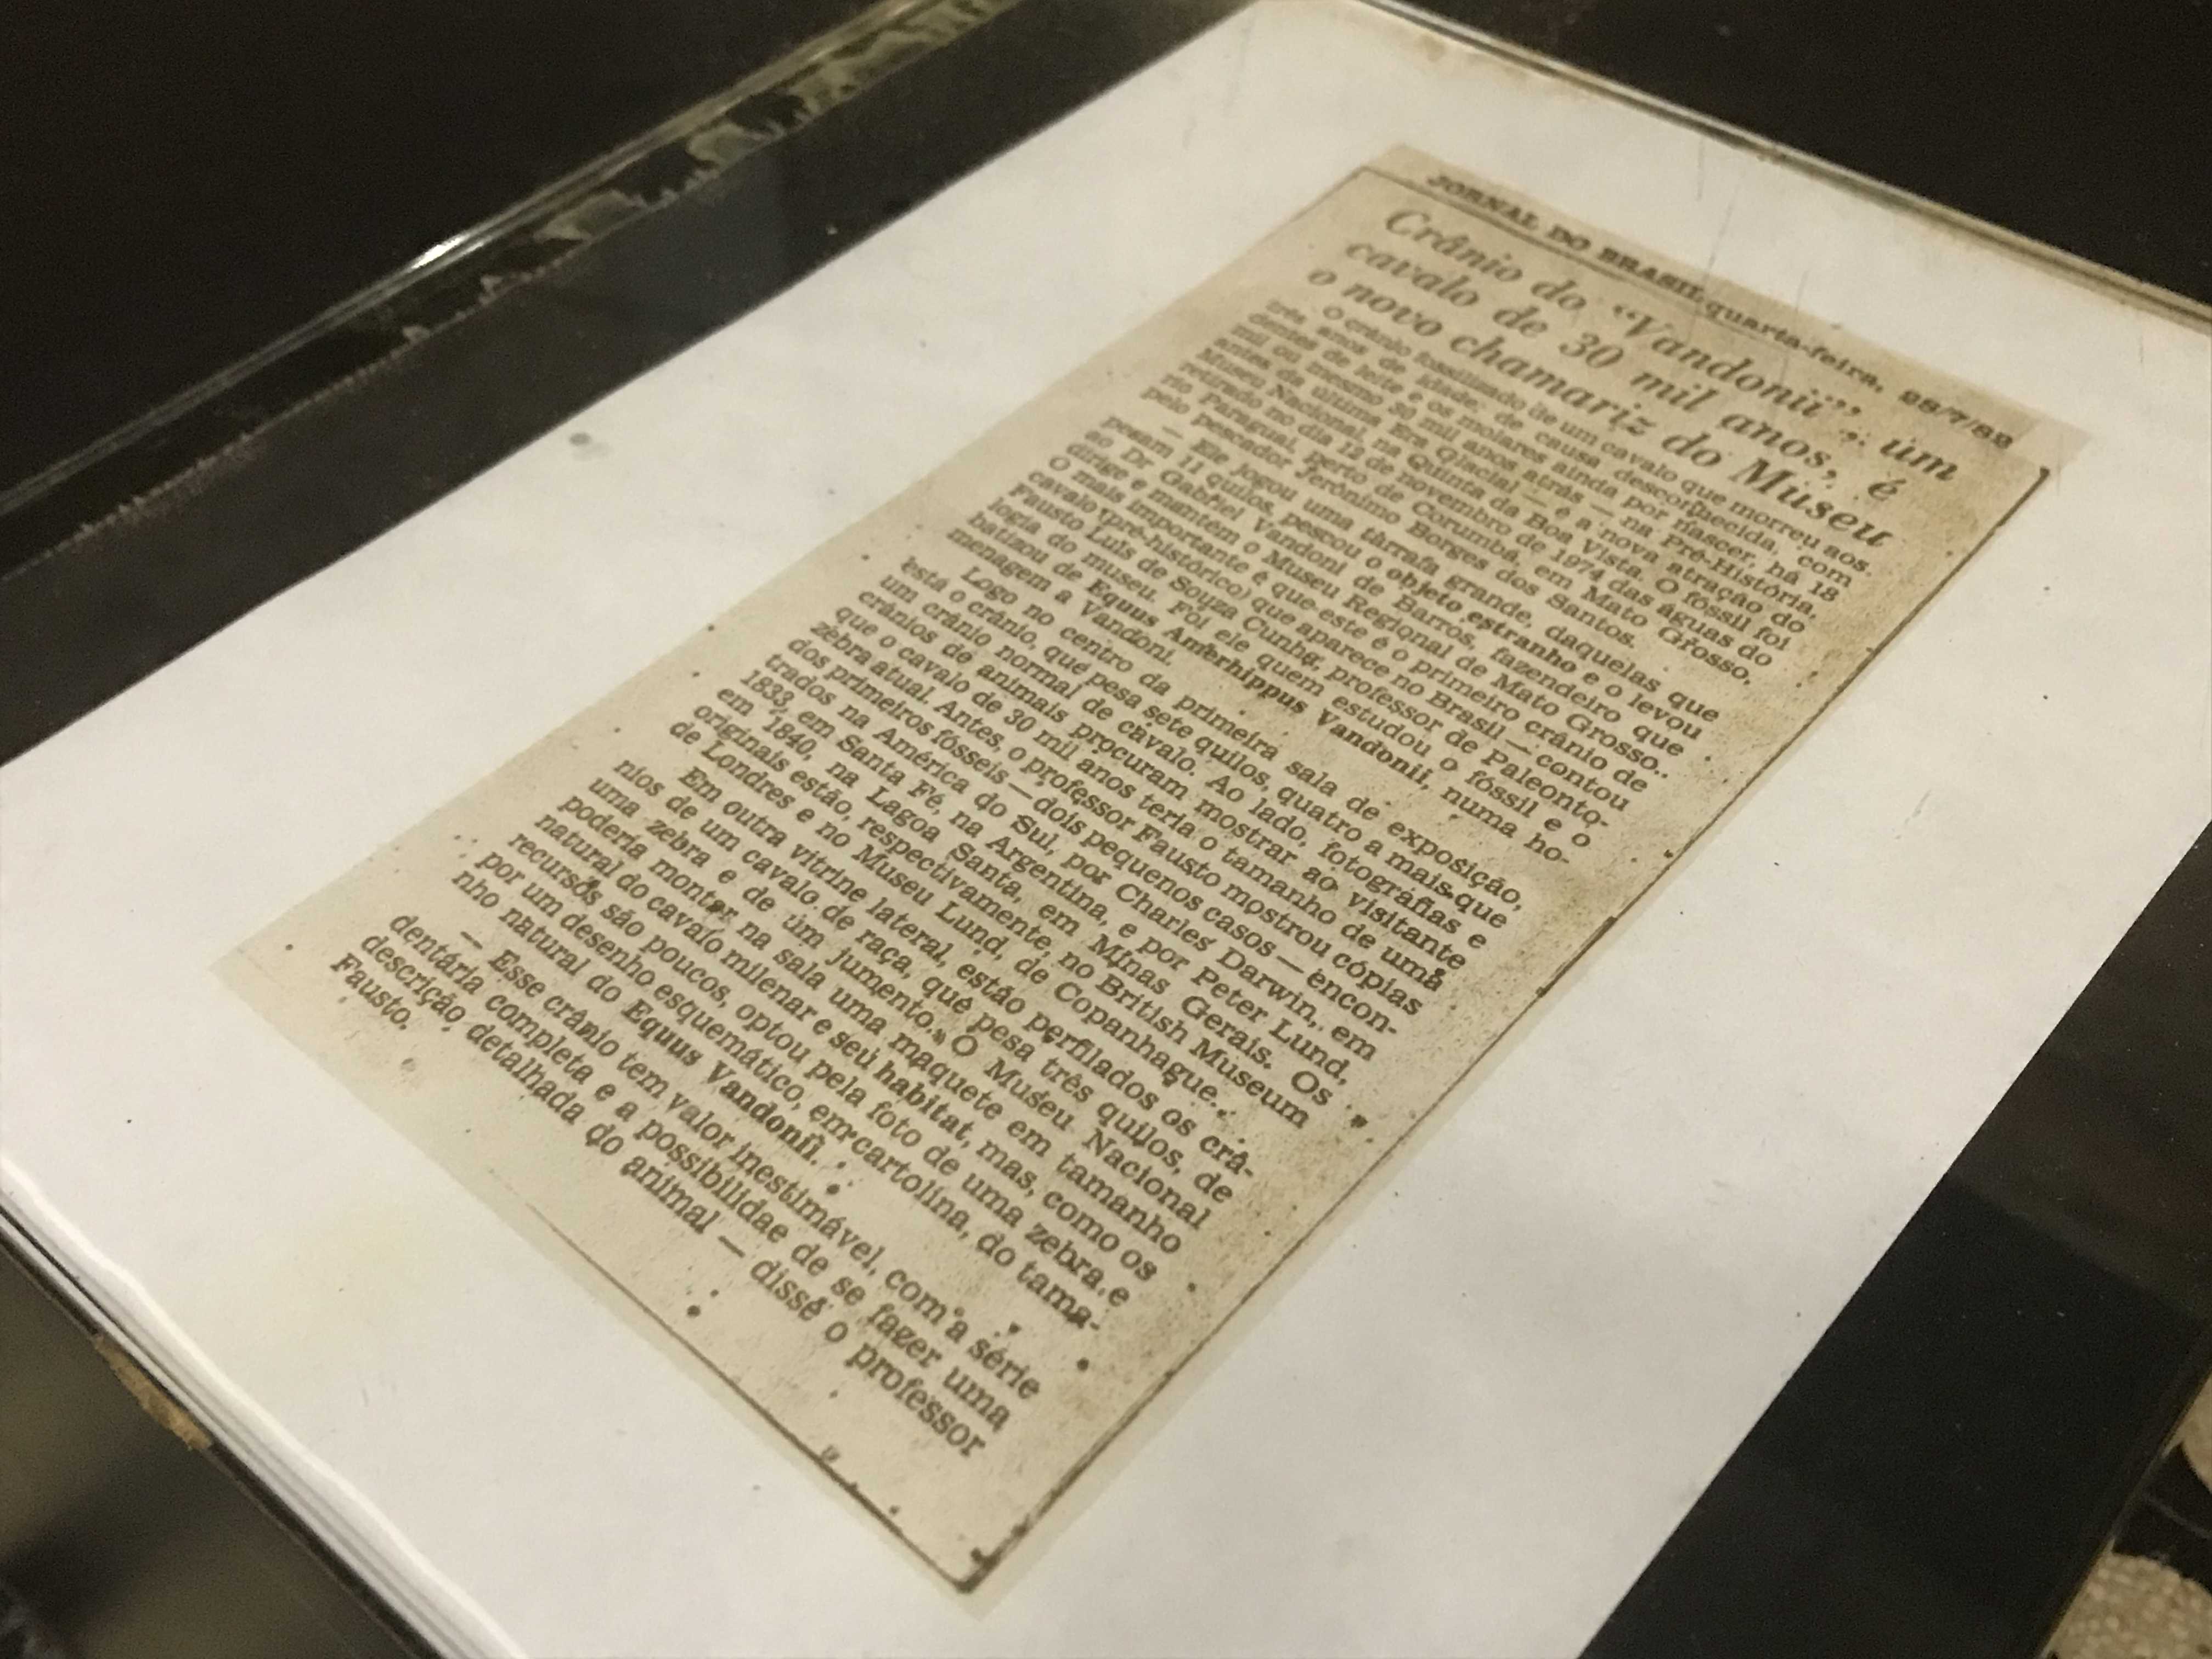 JORNAL DO BRASIL quarta-feira, 28/7/82
Crânio do "Vandonii", um
cavalo de 30 mil anos, é
o novo chamariz do Museu
O crânio fossilizado de um cavalo que morreu aos
três anos de idade, de causa desconhecida, com
dentes de leite e os molares ainda por nascer, há 18
mil ou mesmo 30 mil anos atrás — na Pré-História,
antes da última Era Glacial — é a nova atração do
Museu Nacional, na Quinta da Boa Vista. O fóssil foi
retirado no dia 12 de novembro de 1974 das águas do
rio Paraguai, perto de Corumbá, em Mato Grosso,
pelo pescador Jerônimo Borges dos Santos.
— Ele jogou uma tarrafa grande, daquelas que
pesam 11 quilos, pescou o objeto estranho e o levou
ao Dr Gabriel Vandoni de Barros, fazendeiro que
dirige e mantém o Museu Regional de Mato Grosso.
O mais importante é que este é o primeiro crânio de
cavalo (pré-histórico) que aparece no Brasil — contou
Fausto Luís de Souza Cunha, professor de Paleonto-
logia do museu. Foi ele quem estudou o fóssil e o
batizou de Equus Amerhippus Vandonii, numa ho-
menagem a Vandoni.
Logo no centro da primeira sala de exposição,
está o crânio, que pesa sete quilos, quatro a mais que
um crânio normal de cavalo. Ao lado, fotografias e
crânios de animais procuram mostrar ao visitante
que o cavalo de 30 mil anos teria o tamanho de uma
zebra atual. Antes, o professor Fausto mostrou cópias
dos primeiros fósseis — dois pequenos casos — encon-
trados na América do Sul, por Charles Darwin, em
1833, em Santa Fé, na Argentina, e por Peter Lund,
em 1840, na Lagoa Santa, em Minas Gerais. Os
originais estão, respectivamente, no British Museum
de Londres e no Museu Lund, de Copanhague.
Em outra vitrine lateral, estão perfilados os crâ-
nios de um cavalo de raça, que pesa três quilos, de
uma zebra e de um jumento. O Museu Nacional
poderia montar na sala uma maquete em tamanho
natural do cavalo milenar e seu habitat, mas, como os
recursos são poucos, optou pela foto de uma zebra e
por um desenho esquemático, em cartolina, do tama-
nho natural do Equus Vandonii.
— Esse crânio tem valor inestimável, com a série
dentária completa e a possibilidae de se fazer uma
descrição detalhada do animal — disse o professor
Fausto.